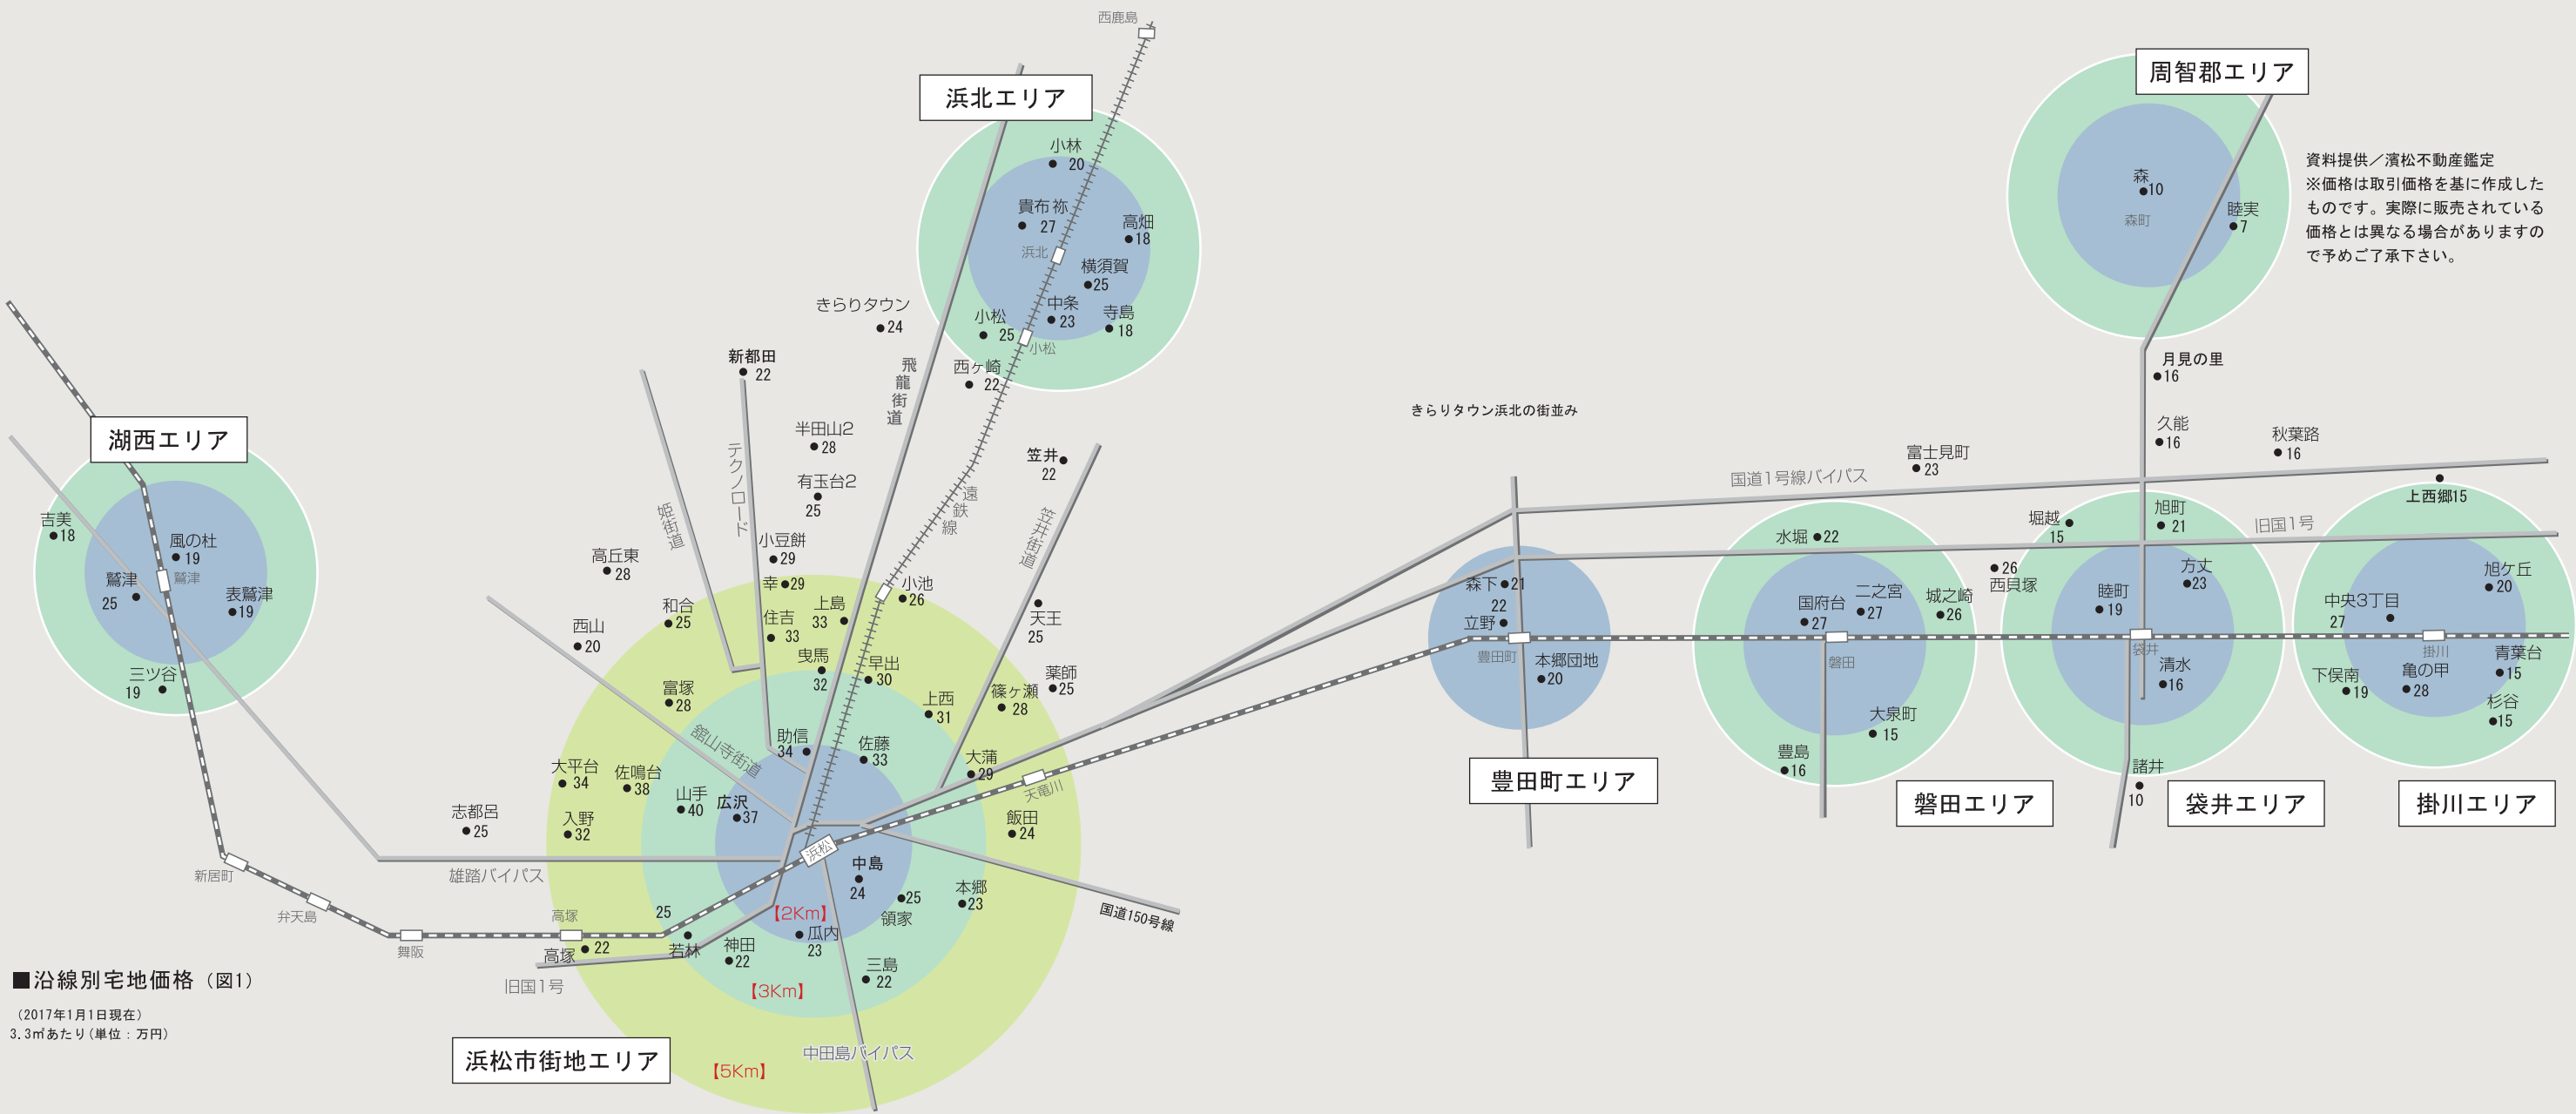 西鹿島
浜北エリア
小林
20
貴布祢
27
浜北
高畑
18
横須賀
25
中条
23
寺島
18
小松
25
小松
西ヶ崎
22
きらりタウン
24
飛龍街道
新都田
22
テクノロード
姫街道
半田山2
28
有玉台2
25
遠鉄線
笠井
22
笠井街道
周智郡エリア
森
10
森町
睦実
7
資料提供／濱松不動産鑑定
※価格は取引価格を基に作成した
ものです。実際に販売されている
価格とは異なる場合がありますの
で予めご了承下さい。
月見の里
16
久能
16
秋葉路
16
富士見町
23
国道1号線バイパス
上西郷15
旧国1号
きらりタウン浜北の街並み
湖西エリア
吉美
18
風の杜
19
鷲津
鷲津
25
表鷲津
19
三ツ谷
19
新居町
弁天島
舞阪
高塚
高塚
22
25
若林
旧国1号
雄踏バイパス
志都呂
25
高丘東
28
小豆餅
29
幸
29
和合
25
住吉
33
上島
33
小池
26
西山
20
曳馬
32
早出
30
富塚
28
上西
31
篠ヶ瀬
28
薬師
25
天王
25
舘山寺街道
助信
34
佐藤
33
大蒲
29
天竜川
大平台
34
佐鳴台
38
山手
40
広沢
37
入野
32
飯田
24
浜松
中島
24
25
領家
本郷
23
国道150号線
【2Km】
瓜内
23
神田
22
三島
22
【3Km】
中田島バイパス
【5Km】
浜松市街地エリア
森下
21
22
立野
豊田町
本郷団地
20
豊田町エリア
水堀
22
国府台
27
二之宮
27
城之崎
26
磐田
大泉町
15
豊島
16
磐田エリア
26
西貝塚
堀越
15
旭町
21
方丈
23
睦町
19
袋井
清水
16
諸井
10
袋井エリア
旭ケ丘
20
中央3丁目
27
掛川
青葉台
15
下俣南
19
亀の甲
28
杉谷
15
掛川エリア
■沿線別宅地価格（図1）
（2017年1月1日現在）
3.3㎡あたり(単位：万円)